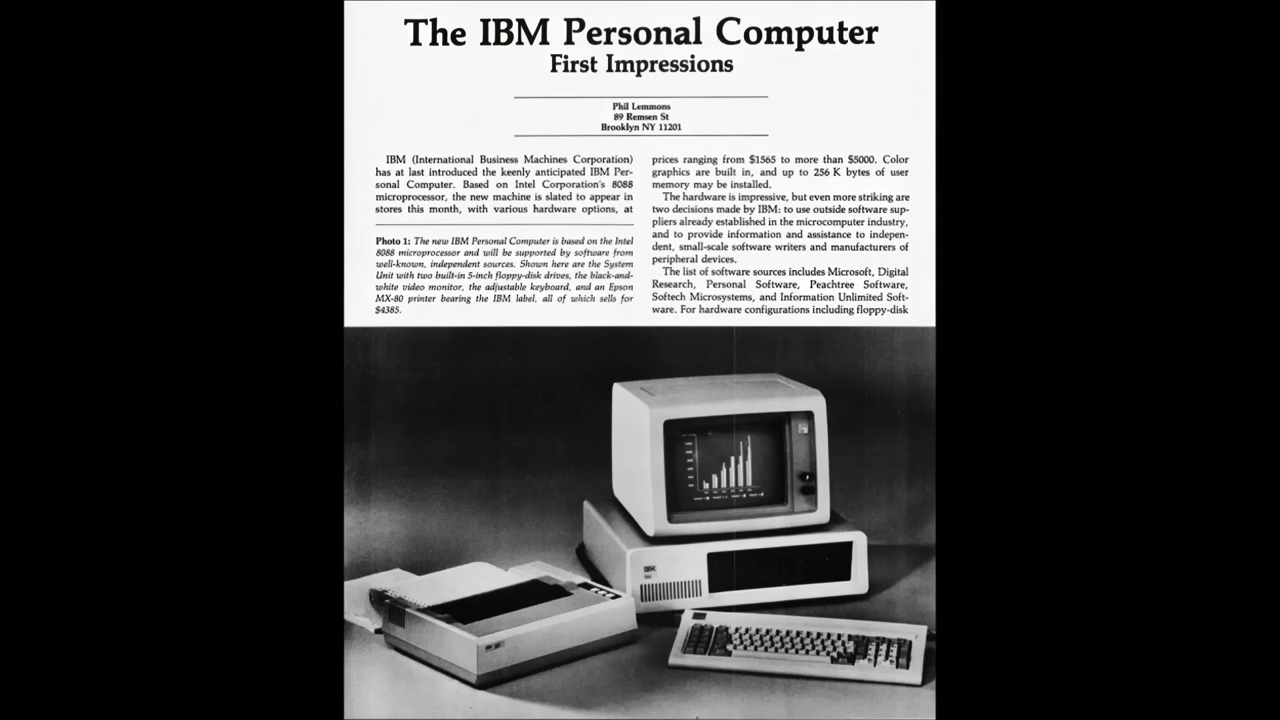 The IBM Personal Computer
First Impressions
Phil Lemmons
89 Remsen St
Brooklyn NY 11201
IBM (International Business Machines Corporation)
has at last introduced the keenly anticipated IBM Per-
sonal Computer. Based on Intel Corporation's 8088
microprocessor, the new machine is slated to appear in
stores this month, with various hardware options, at
Photo 1: The new IBM Personal Computer is based on the Intel
8088 microprocessor and will be supported by software from
well-known, independent sources. Shown here are the System
Unit with two built-in 5-inch floppy-disk drives, the black-and-
white video monitor, the adjustable keyboard, and an Epson
MX-80 printer bearing the IBM label, all of which sells for
$4385.
prices ranging from $1565 to more than $5000. Color
graphics are built in, and up to 256 K bytes of user
memory may be installed.
The hardware is impressive, but even more striking are
two decisions made by IBM: to use outside software sup-
pliers already established in the microcomputer industry,
and to provide information and assistance to indepen-
dent, small-scale software writers and manufacturers of
peripheral devices.
The list of software sources includes Microsoft, Digital
Research, Personal Software, Peachtree Software,
Softech Microsystems, and Information Unlimited Soft-
ware. For hardware configurations including floppy-disk
IBM